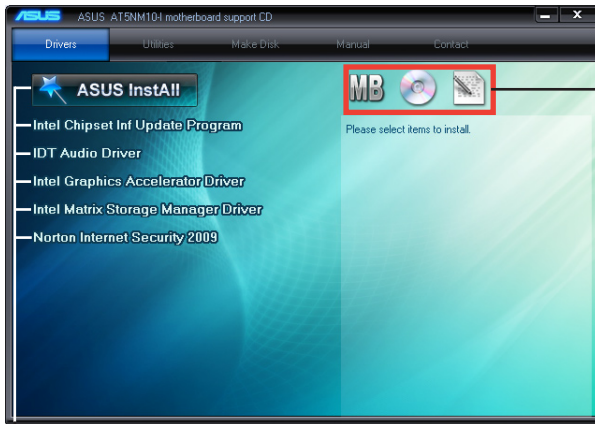 ASUS ASUS AT5NM10-I motherboard support CD
Drivers Utilities Make Disk Manual Contact
ASUS InstAll
MB
Intel Chipset Inf Update Program
Please select items to install.
IDT Audio Driver
Intel Graphics Accelerator Driver
Intel Matrix Storage Manager Driver
Norton Internet Security 2009